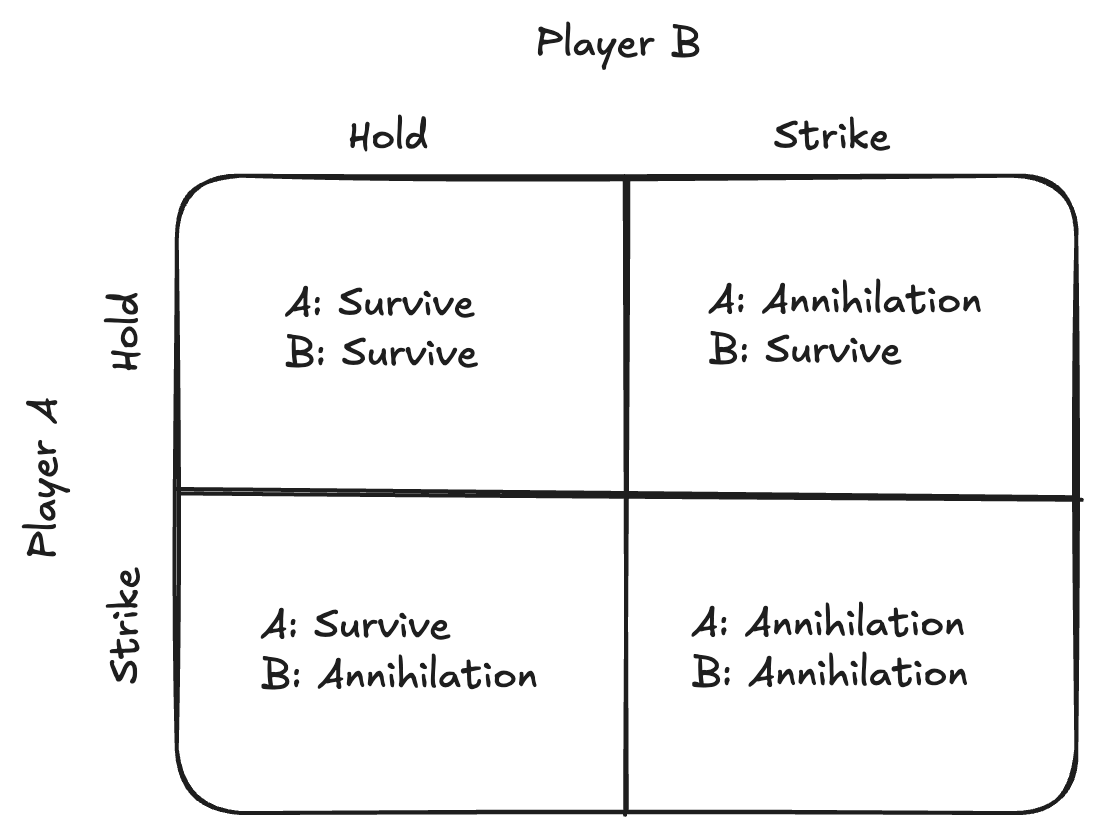 Player B
Hold
Strike
Player A
Hold
A: Survive
B: Survive
A: Annihilation
B: Survive
Strike
A: Survive
B: Annihilation
A: Annihilation
B: Annihilation